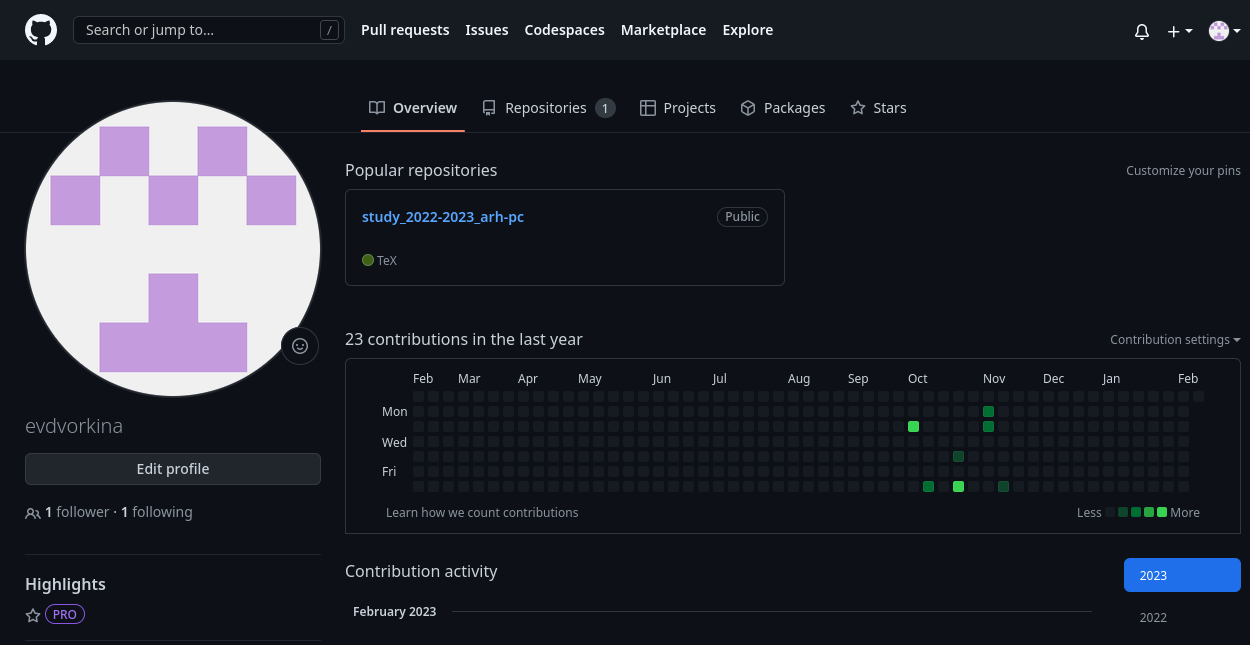 Search or jump to... / Pull requests Issues Codespaces Marketplace Explore
Overview Repositories 1 Projects Packages Stars
Popular repositories Customize your pins
study_2022-2023_arh-pc Public
TeX
23 contributions in the last year Contribution settings
Feb Mar Apr May Jun Jul Aug Sep Oct Nov Dec Jan Feb
Mon
Wed
Fri
Learn how we count contributions Less More
evdvorkina
Edit profile
1 follower · 1 following
Highlights
PRO
Contribution activity
February 2023
2023
2022